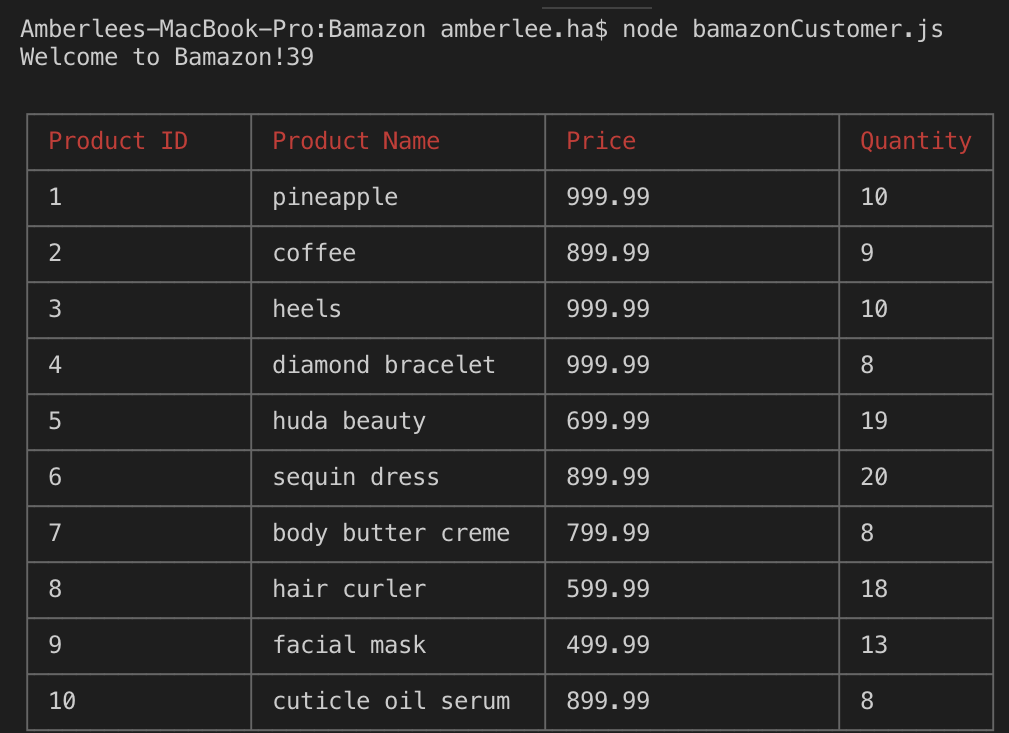 Amberlees-MacBook-Pro:Bamazon amberlee.ha$ node bamazonCustomer.js
Welcome to Bamazon!39
Product ID Product Name Price Quantity
1 pineapple 999.99 10
2 coffee 899.99 9
3 heels 999.99 10
4 diamond bracelet 999.99 8
5 huda beauty 699.99 19
6 sequin dress 899.99 20
7 body butter creme 799.99 8
8 hair curler 599.99 18
9 facial mask 499.99 13
10 cuticle oil serum 899.99 8